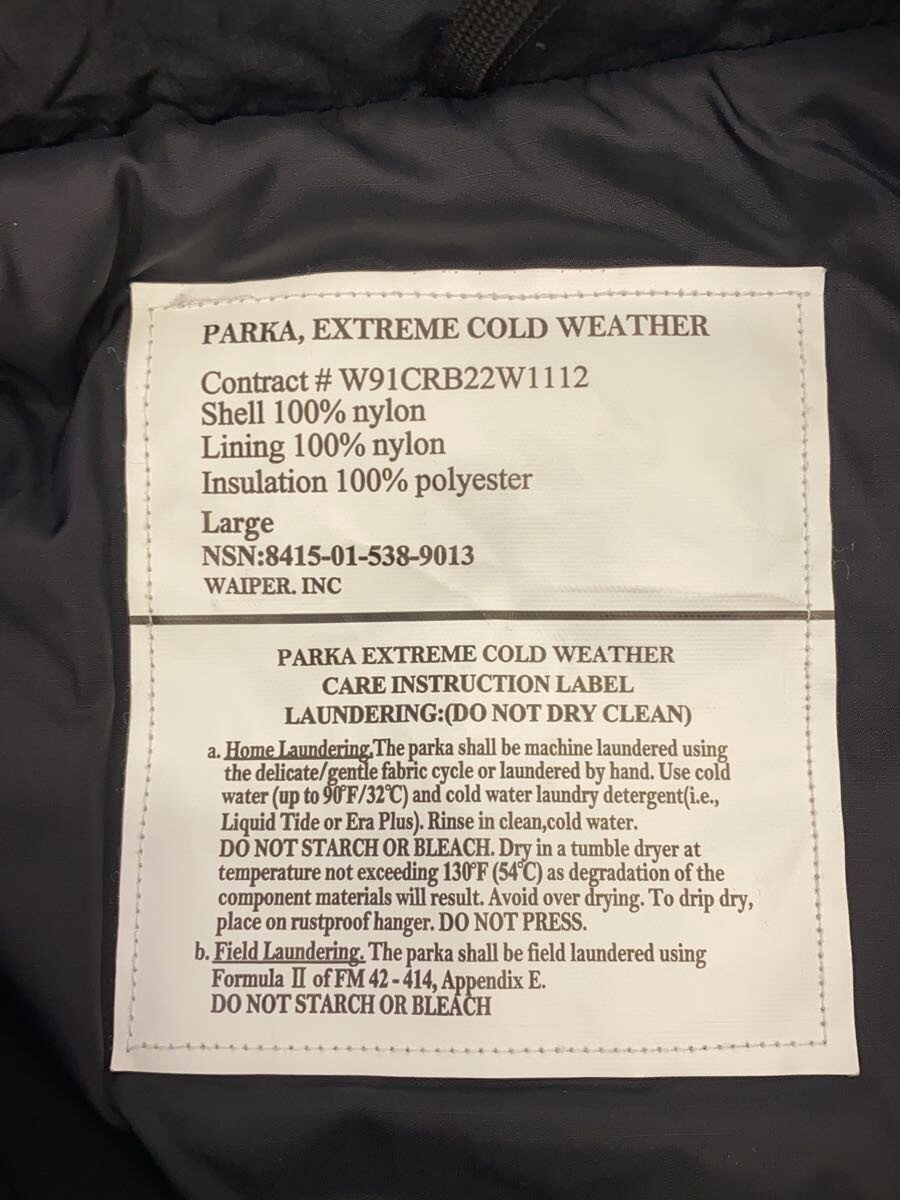 PARKA, EXTREME COLD WEATHER
Contract # W91CRB22W1112
Shell 100% nylon
Lining 100% nylon
Insulation 100% polyester
Large
NSN:8415-01-538-9013
WAIPER. INC
PARKA EXTREME COLD WEATHER
CARE INSTRUCTION LABEL
LAUNDERING:(DO NOT DRY CLEAN)
a. Home Laundering.The parka shall be machine laundered using
the delicate/gentle fabric cycle or laundered by hand. Use cold
water (up to 90℉/32℃) and cold water laundry detergent(i.e.,
Liquid Tide or Era Plus). Rinse in clean,cold water.
DO NOT STARCH OR BLEACH. Dry in a tumble dryer at
temperature not exceeding 130℉ (54℃) as degradation of the
component materials will result. Avoid over drying. To drip dry,
place on rustproof hanger. DO NOT PRESS.
b. Field Laundering. The parka shall be field laundered using
Formula Ⅱ of FM 42-414, Appendix E.
DO NOT STARCH OR BLEACH